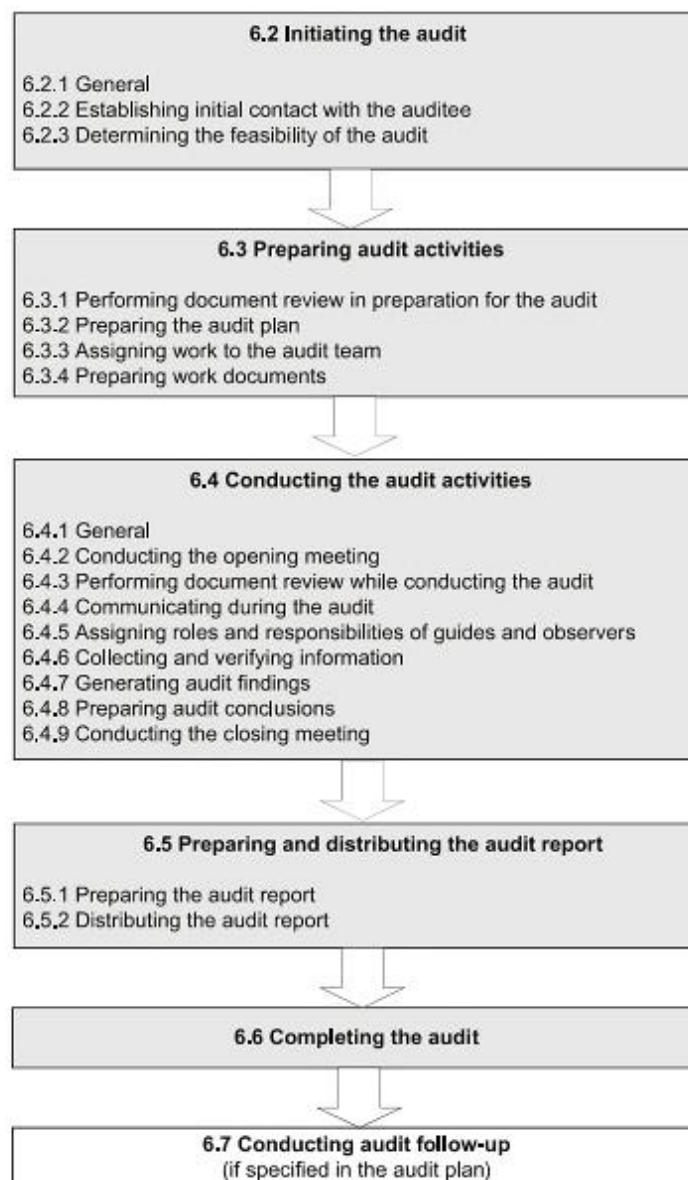 6.2 Initiating the audit
6.2.1 General
6.2.2 Establishing initial contact with the auditee
6.2.3 Determining the feasibility of the audit
6.3 Preparing audit activities
6.3.1 Performing document review in preparation for the audit
6.3.2 Preparing the audit plan
6.3.3 Assigning work to the audit team
6.3.4 Preparing work documents
6.4 Conducting the audit activities
6.4.1 General
6.4.2 Conducting the opening meeting
6.4.3 Performing document review while conducting the audit
6.4.4 Communicating during the audit
6.4.5 Assigning roles and responsibilities of guides and observers
6.4.6 Collecting and verifying information
6.4.7 Generating audit findings
6.4.8 Preparing audit conclusions
6.4.9 Conducting the closing meeting
6.5 Preparing and distributing the audit report
6.5.1 Preparing the audit report
6.5.2 Distributing the audit report
6.6 Completing the audit
6.7 Conducting audit follow-up
(if specified in the audit plan)